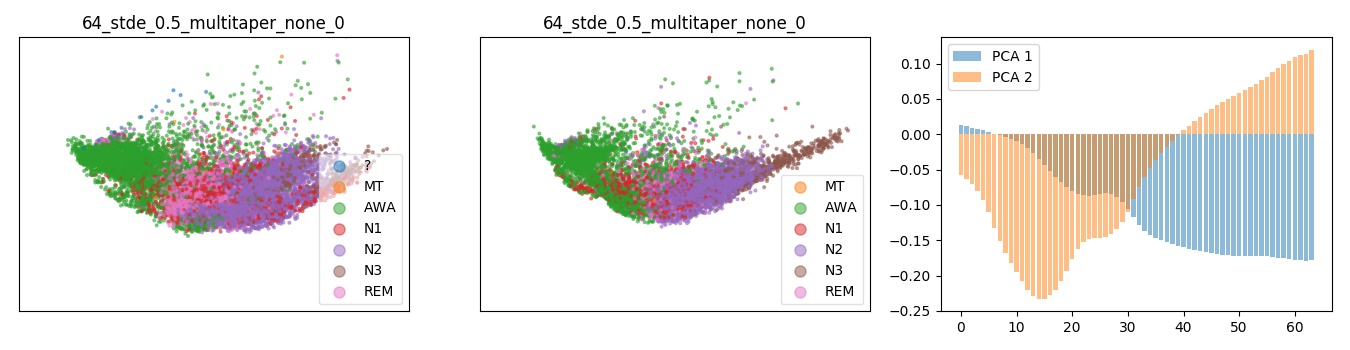 64_stde_0.5_multitaper_none_0
?
MT
AWA
N1
N2
N3
REM
64_stde_0.5_multitaper_none_0
MT
AWA
N1
N2
N3
REM
PCA 1
PCA 2
0.10
0.05
0.00
−0.05
−0.10
−0.15
−0.20
−0.25
0 10 20 30 40 50 60